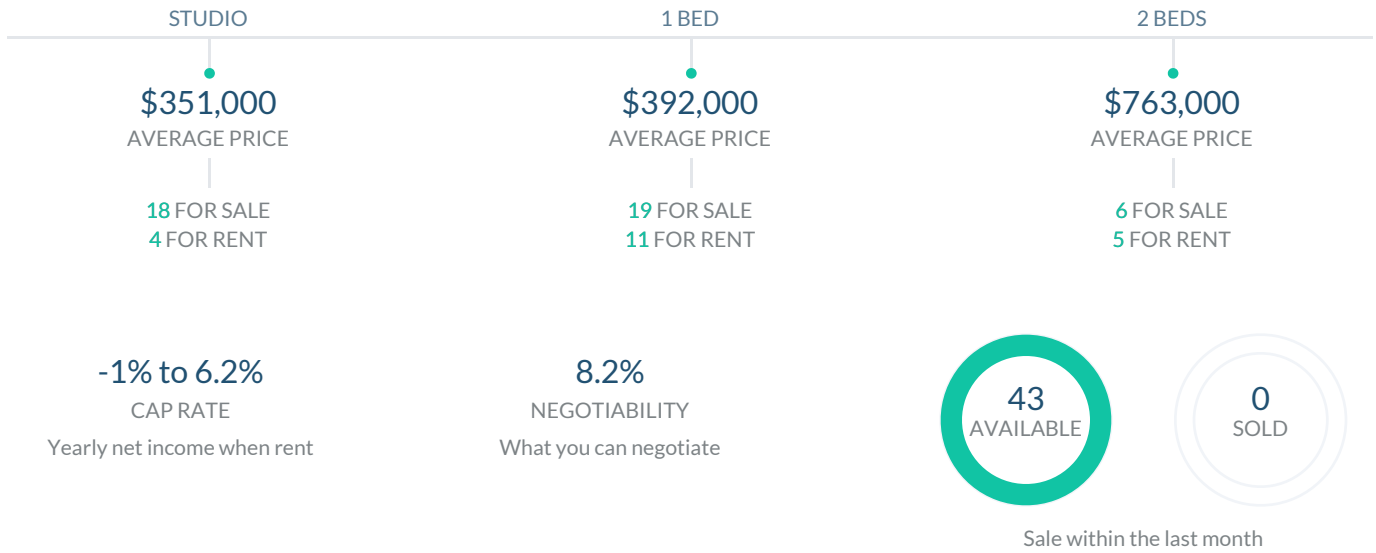 STUDIO
$351,000
AVERAGE PRICE
18 FOR SALE
4 FOR RENT
1 BED
$392,000
AVERAGE PRICE
19 FOR SALE
11 FOR RENT
2 BEDS
$763,000
AVERAGE PRICE
6 FOR SALE
5 FOR RENT
-1% to 6.2%
CAP RATE
Yearly net income when rent
8.2%
NEGOTIABILITY
What you can negotiate
43
AVAILABLE
0
SOLD
Sale within the last month